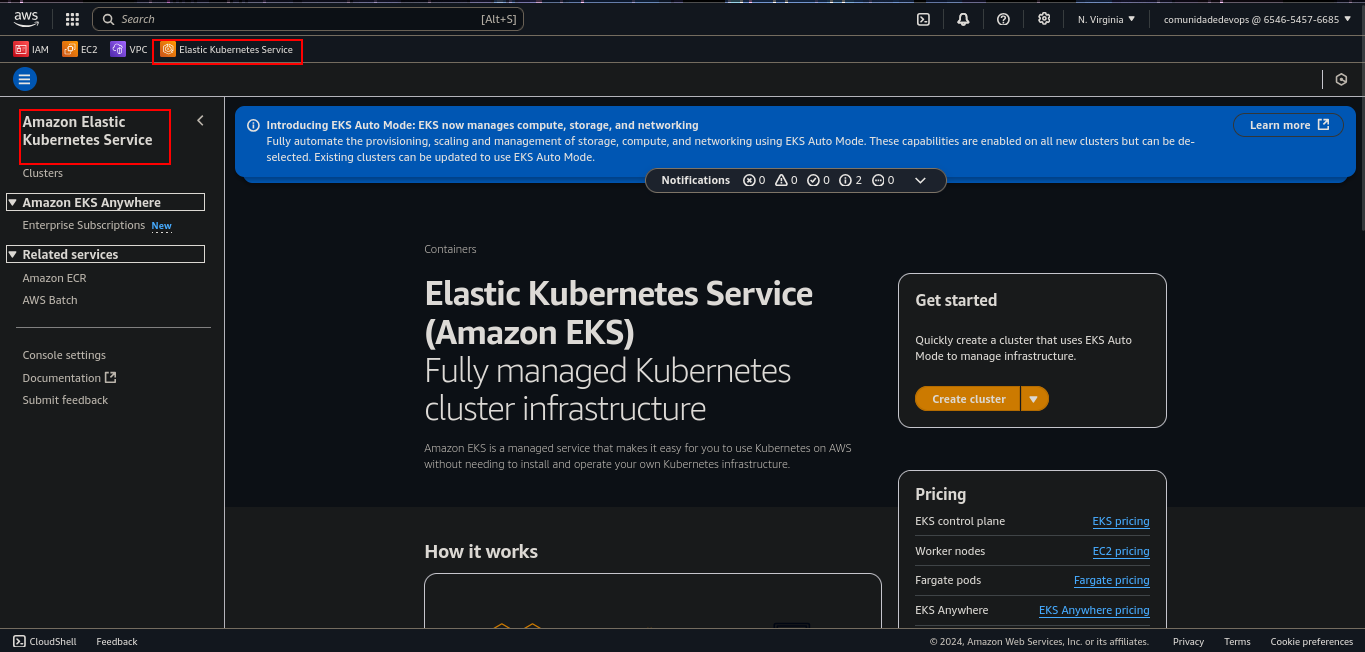 aws
Search
[Alt+S]
N. Virginia
comunidadedevops @ 6546-5457-6685
IAM
EC2
VPC
Elastic Kubernetes Service
Amazon Elastic
Kubernetes Service
Clusters
Amazon EKS Anywhere
Enterprise Subscriptions New
Related services
Amazon ECR
AWS Batch
Console settings
Documentation
Submit feedback
Introducing EKS Auto Mode: EKS now manages compute, storage, and networking
Fully automate the provisioning, scaling and management of storage, compute, and networking using EKS Auto Mode. These capabilities are enabled on all new clusters but can be de-
selected. Existing clusters can be updated to use EKS Auto Mode.
Learn more
Notifications 0 0 0 2 0
Containers
Elastic Kubernetes Service
(Amazon EKS)
Fully managed Kubernetes
cluster infrastructure
Amazon EKS is a managed service that makes it easy for you to use Kubernetes on AWS
without needing to install and operate your own Kubernetes infrastructure.
Get started
Quickly create a cluster that uses EKS Auto
Mode to manage infrastructure.
Create cluster
Pricing
EKS control plane EKS pricing
Worker nodes EC2 pricing
Fargate pods Fargate pricing
EKS Anywhere EKS Anywhere pricing
How it works
CloudShell
Feedback
© 2024, Amazon Web Services, Inc. or its affiliates.
Privacy
Terms
Cookie preferences